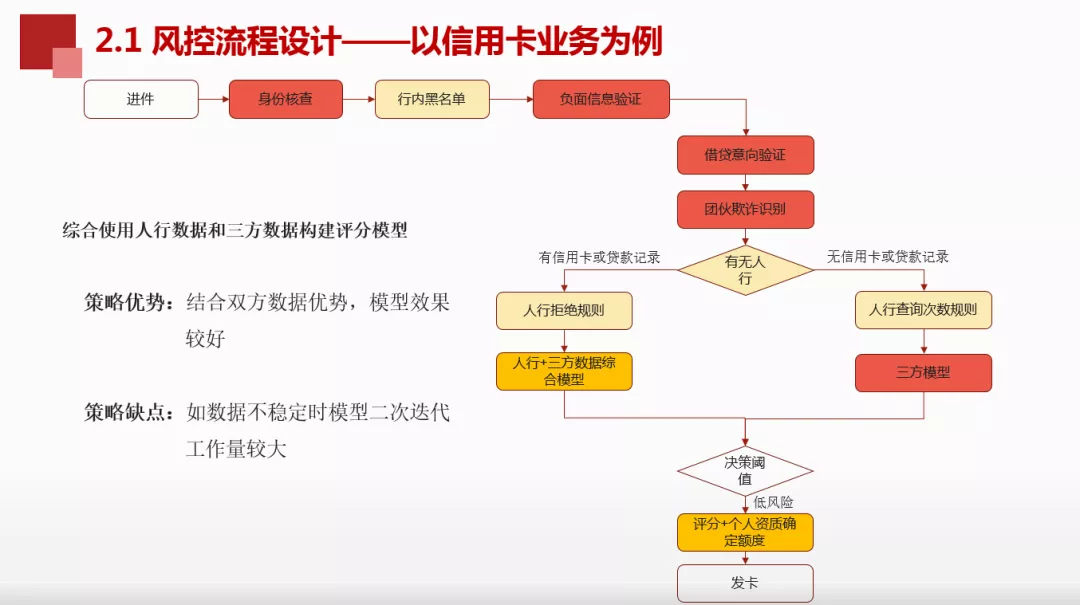 2.1 风控流程设计——以信用卡业务为例
进件
身份核查
行内黑名单
负面信息验证
借贷意向验证
团伙欺诈识别
综合使用人行数据和三方数据构建评分模型
有信用卡或贷款记录
有无人
行
无信用卡或贷款记录
策略优势：结合双方数据优势，模型效果
较好
人行拒绝规则
人行查询次数规则
人行+三方数据综
合模型
三方模型
策略缺点：如数据不稳定时模型二次迭代
工作量较大
决策阈
值
低风险
评分+个人资质确
定额度
发卡